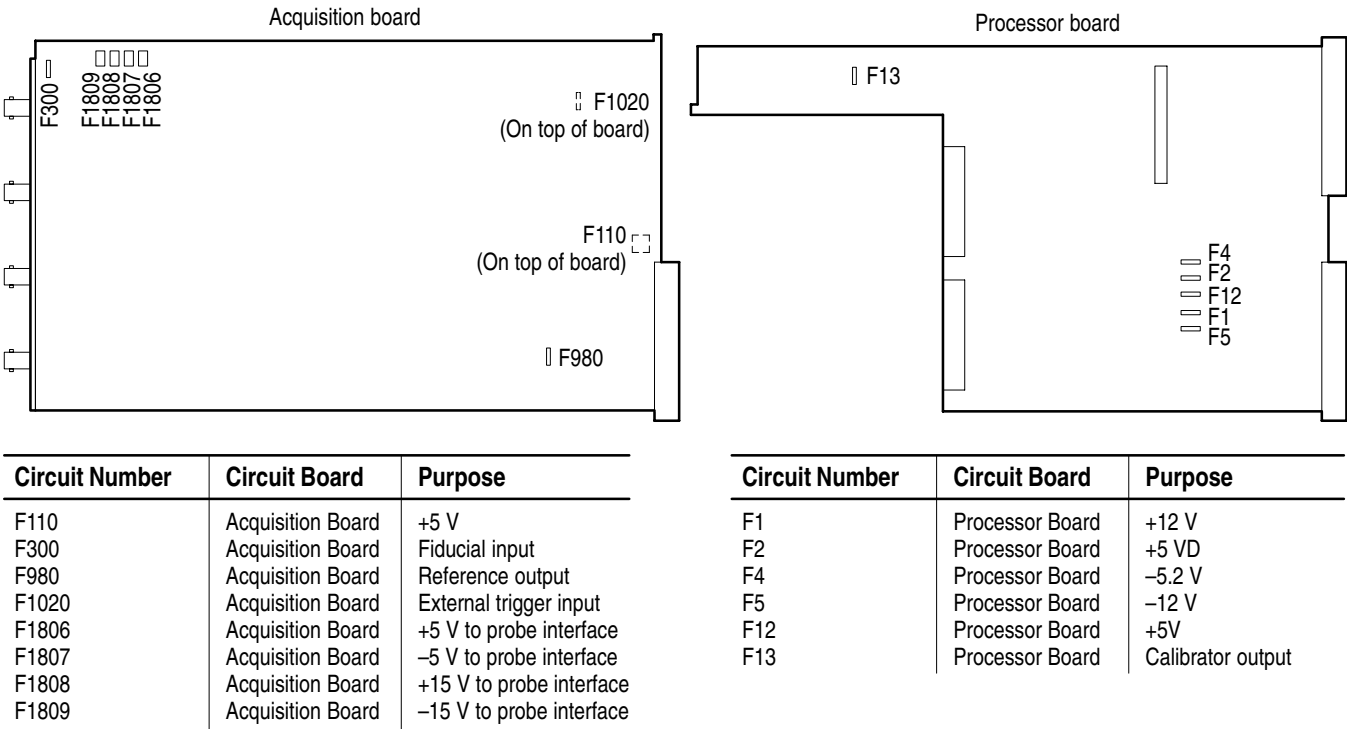 Acquisition board
F300
F1809
F1808
F1807
F1806
F1020
(On top of board)
F110
(On top of board)
F980
Processor board
F13
F4
F2
F12
F1
F5
Circuit Number Circuit Board Purpose
F110 Acquisition Board +5 V
F300 Acquisition Board Fiducial input
F980 Acquisition Board Reference output
F1020 Acquisition Board External trigger input
F1806 Acquisition Board +5 V to probe interface
F1807 Acquisition Board –5 V to probe interface
F1808 Acquisition Board +15 V to probe interface
F1809 Acquisition Board –15 V to probe interface
Circuit Number Circuit Board Purpose
F1 Processor Board +12 V
F2 Processor Board +5 VD
F4 Processor Board –5.2 V
F5 Processor Board –12 V
F12 Processor Board +5V
F13 Processor Board Calibrator output